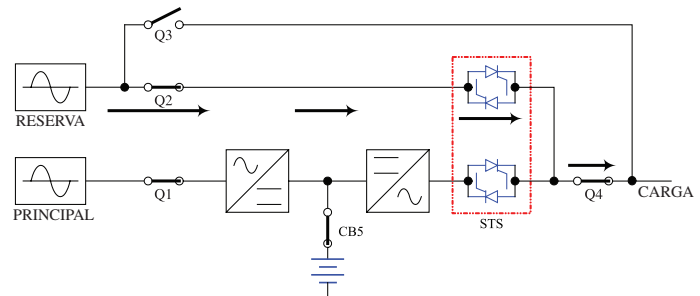 Q3
RESERVA
Q2
PRINCIPAL
Q1
CB5
STS
Q4
CARGA